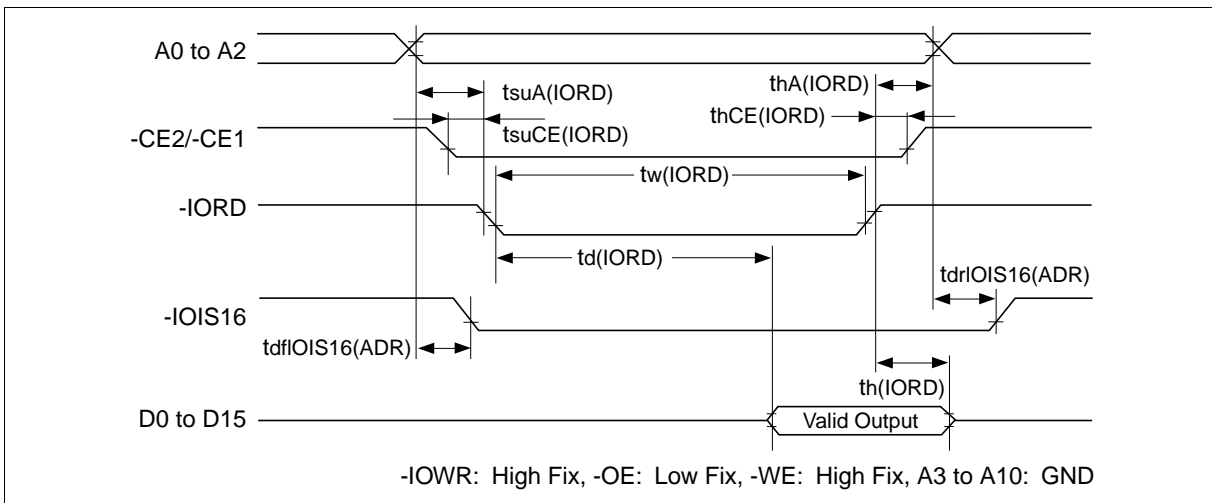 A0 to A2
tsuA(IORD)
thA(IORD)
-CE2/-CE1
tsuCE(IORD)
thCE(IORD)
tw(IORD)
-IORD
td(IORD)
tdrIOIS16(ADR)
-IOIS16
tdfIOIS16(ADR)
th(IORD)
D0 to D15
Valid Output
-IOWR: High Fix, -OE: Low Fix, -WE: High Fix, A3 to A10: GND